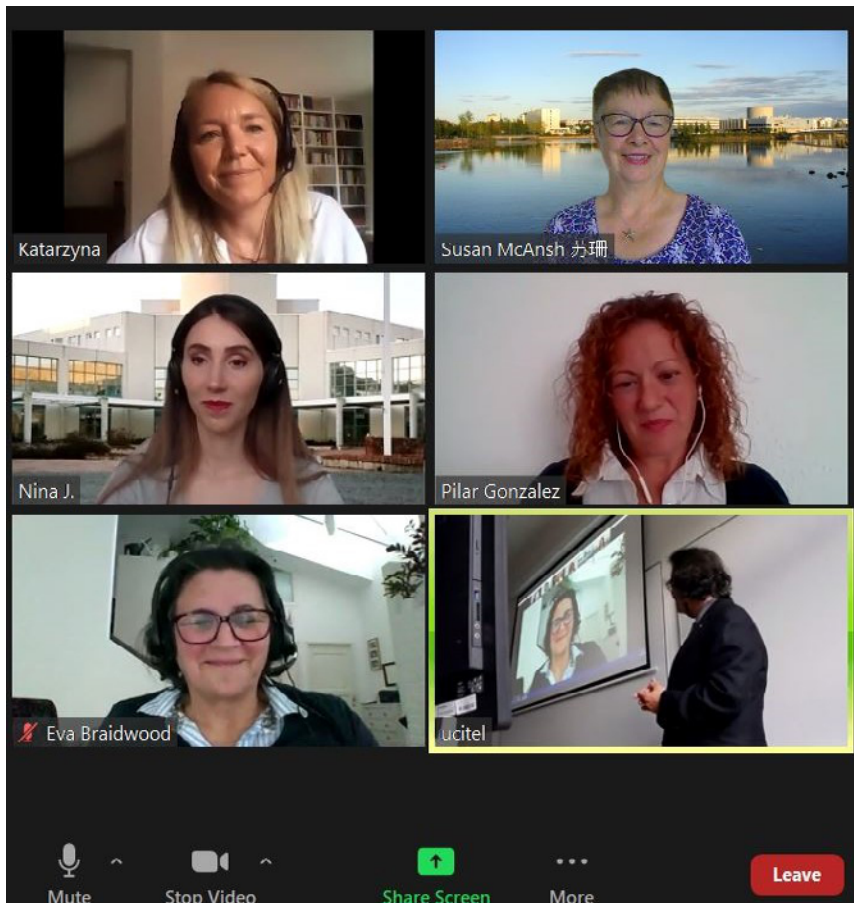 Katarzyna
Susan McAnsh 苏珊
Nina J.
Pilar Gonzalez
Eva Braidwood
ucitel
Mute
Stop Video
Share Screen
More
Leave